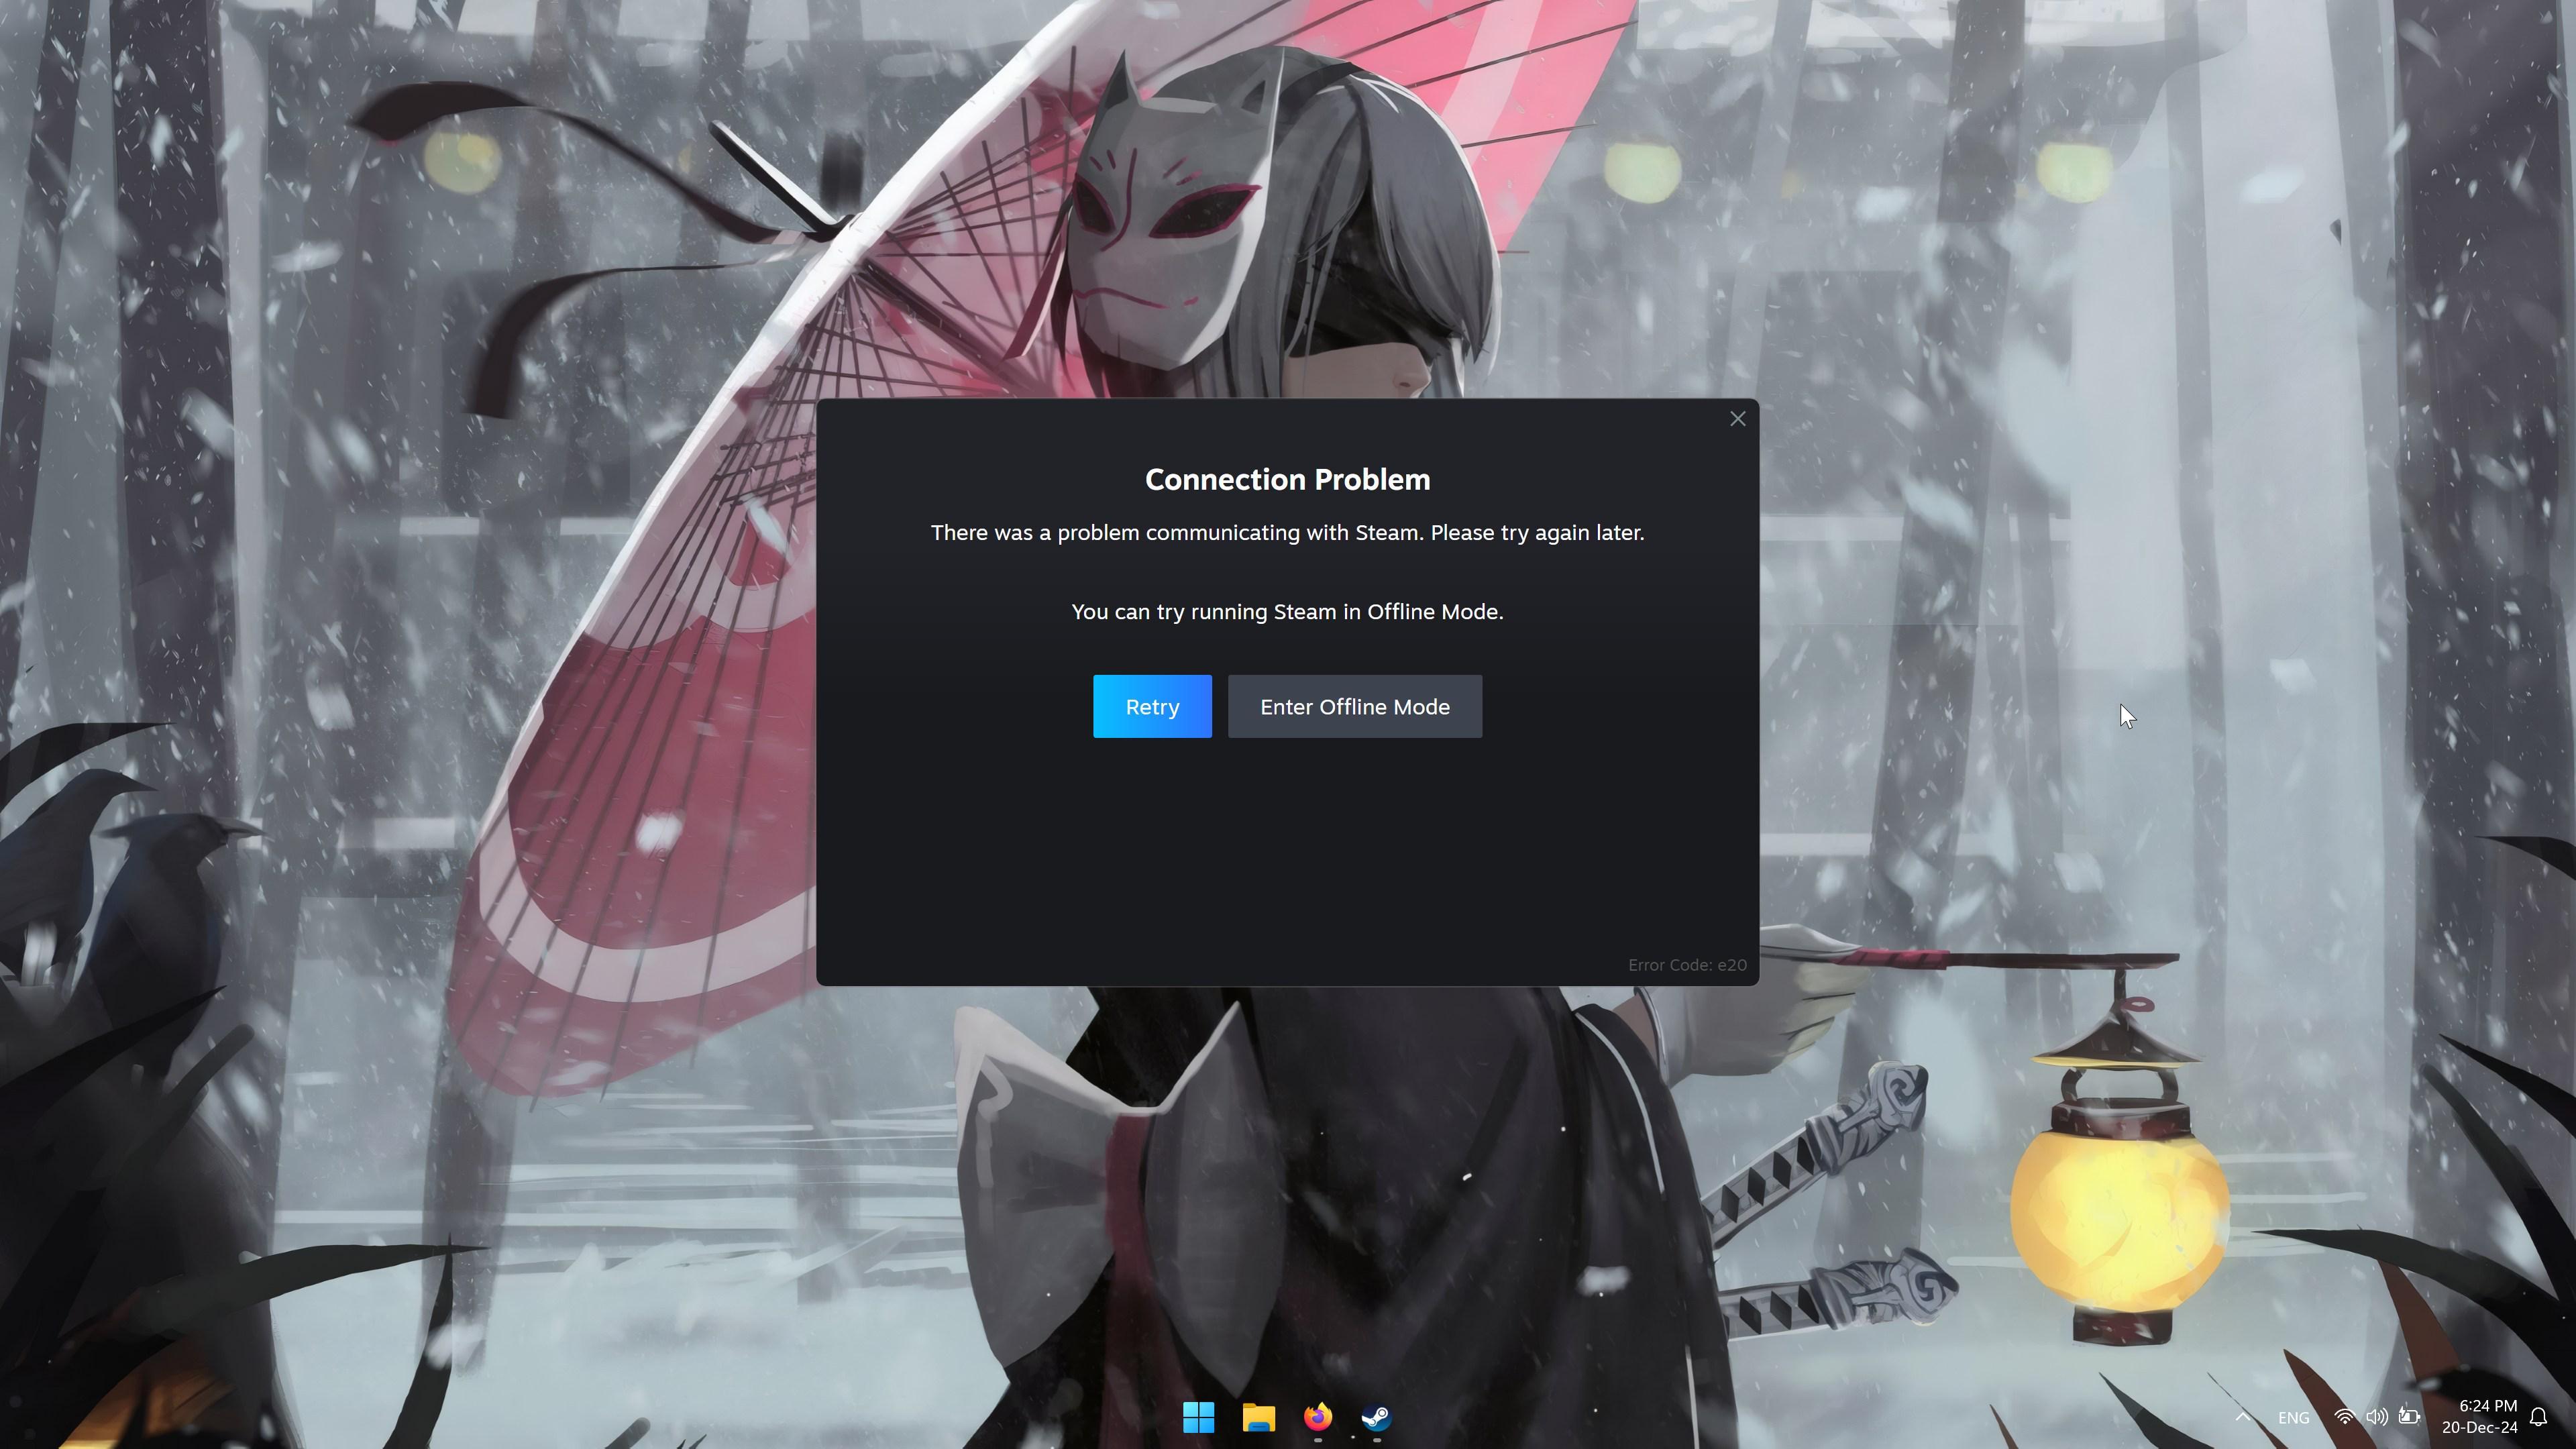 Connection Problem
There was a problem communicating with Steam. Please try again later.
You can try running Steam in Offline Mode.
Retry
Enter Offline Mode
Error Code: e20
ENG
6:24 PM
20-Dec-24